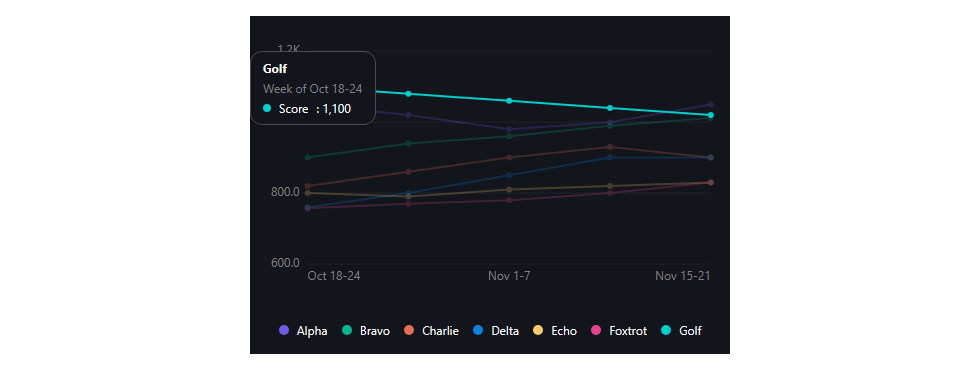 1.2K
Golf
Week of Oct 18-24
Score : 1,100
800.0
600.0
Oct 18-24 Nov 1-7 Nov 15-21
Alpha Bravo Charlie Delta Echo Foxtrot Golf